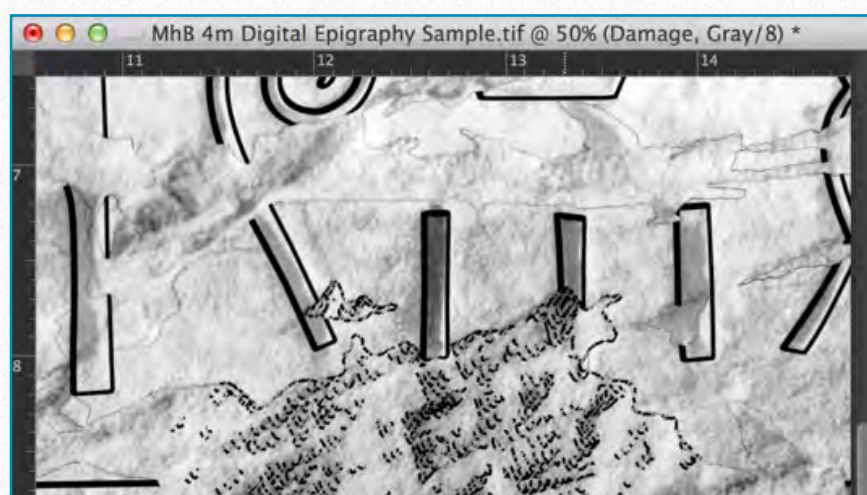 MhB 4m Digital Epigraphy Sample.tif @ 50% (Damage, Gray/8) *
11 12 13 14
7
8